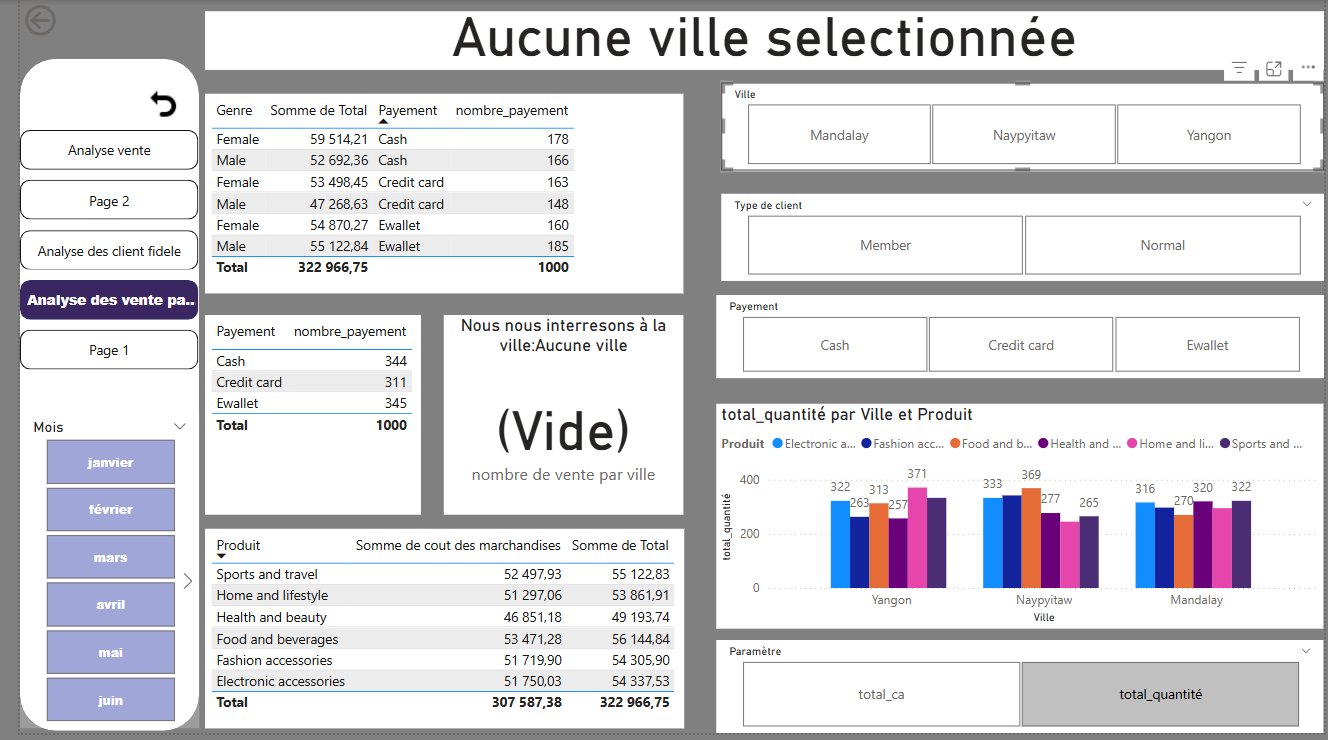 Aucune ville selectionnée
Analyse vente
Page 2
Analyse des client fidele
Analyse des vente pa..
Page 1
Mois
janvier
février
mars
avril
mai
juin
Genre Somme de Total Payement nombre_payement
Female 59 514,21 Cash 178
Male 52 692,36 Cash 166
Female 53 498,45 Credit card 163
Male 47 268,63 Credit card 148
Female 54 870,27 Ewallet 160
Male 55 122,84 Ewallet 185
Total 322 966,75 1000
Payement nombre_payement
Cash 344
Credit card 311
Ewallet 345
Total 1000
Nous nous interresons à la
ville:Aucune ville
(Vide)
nombre de vente par ville
Produit Somme de cout des marchandises Somme de Total
Sports and travel 52 497,93 55 122,83
Home and lifestyle 51 297,06 53 861,91
Health and beauty 46 851,18 49 193,74
Food and beverages 53 471,28 56 144,84
Fashion accessories 51 719,90 54 305,90
Electronic accessories 51 750,03 54 337,53
Total 307 587,38 322 966,75
Ville
Mandalay Naypyitaw Yangon
Type de client
Member Normal
Payement
Cash Credit card Ewallet
total_quantité par Ville et Produit
Produit Electronic a... Fashion acc... Food and b... Health and ... Home and li... Sports and ...
total_quantité
400
200
0
322 263 313 257 371
333 369 277 265
316 270 320 322
Yangon Naypyitaw Mandalay
Ville
Paramètre
total_ca total_quantité